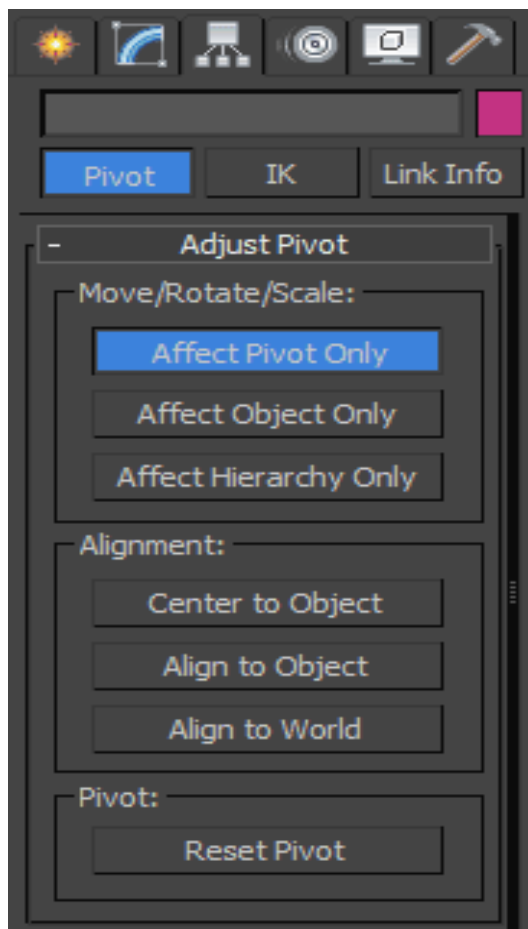 Pivot IK Link Info
- Adjust Pivot
Move/Rotate/Scale:
Affect Pivot Only
Affect Object Only
Affect Hierarchy Only
Alignment:
Center to Object
Align to Object
Align to World
Pivot:
Reset Pivot